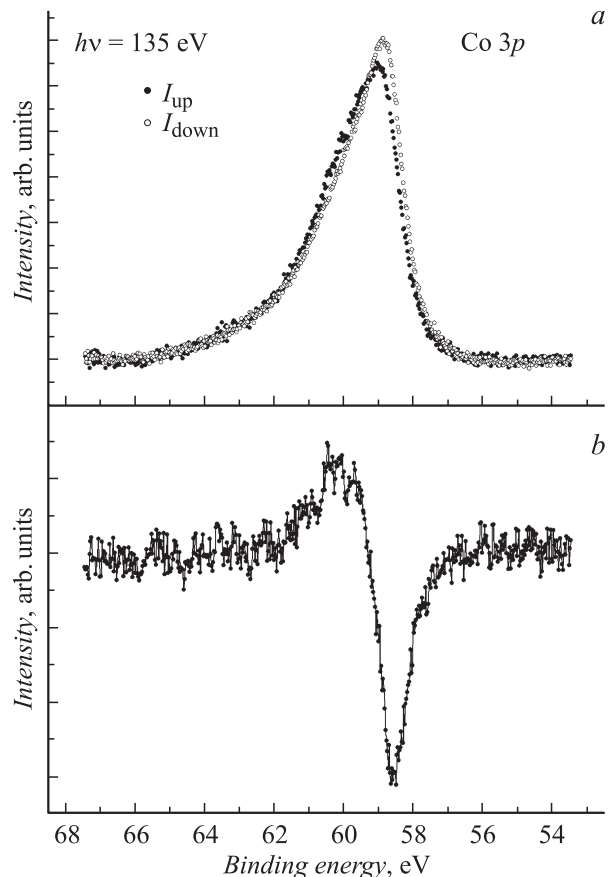 a
hν = 135 eV
Co 3p
I_up
I_down
Intensity, arb. units
b
Intensity, arb. units
68 66 64 62 60 58 56 54
Binding energy, eV